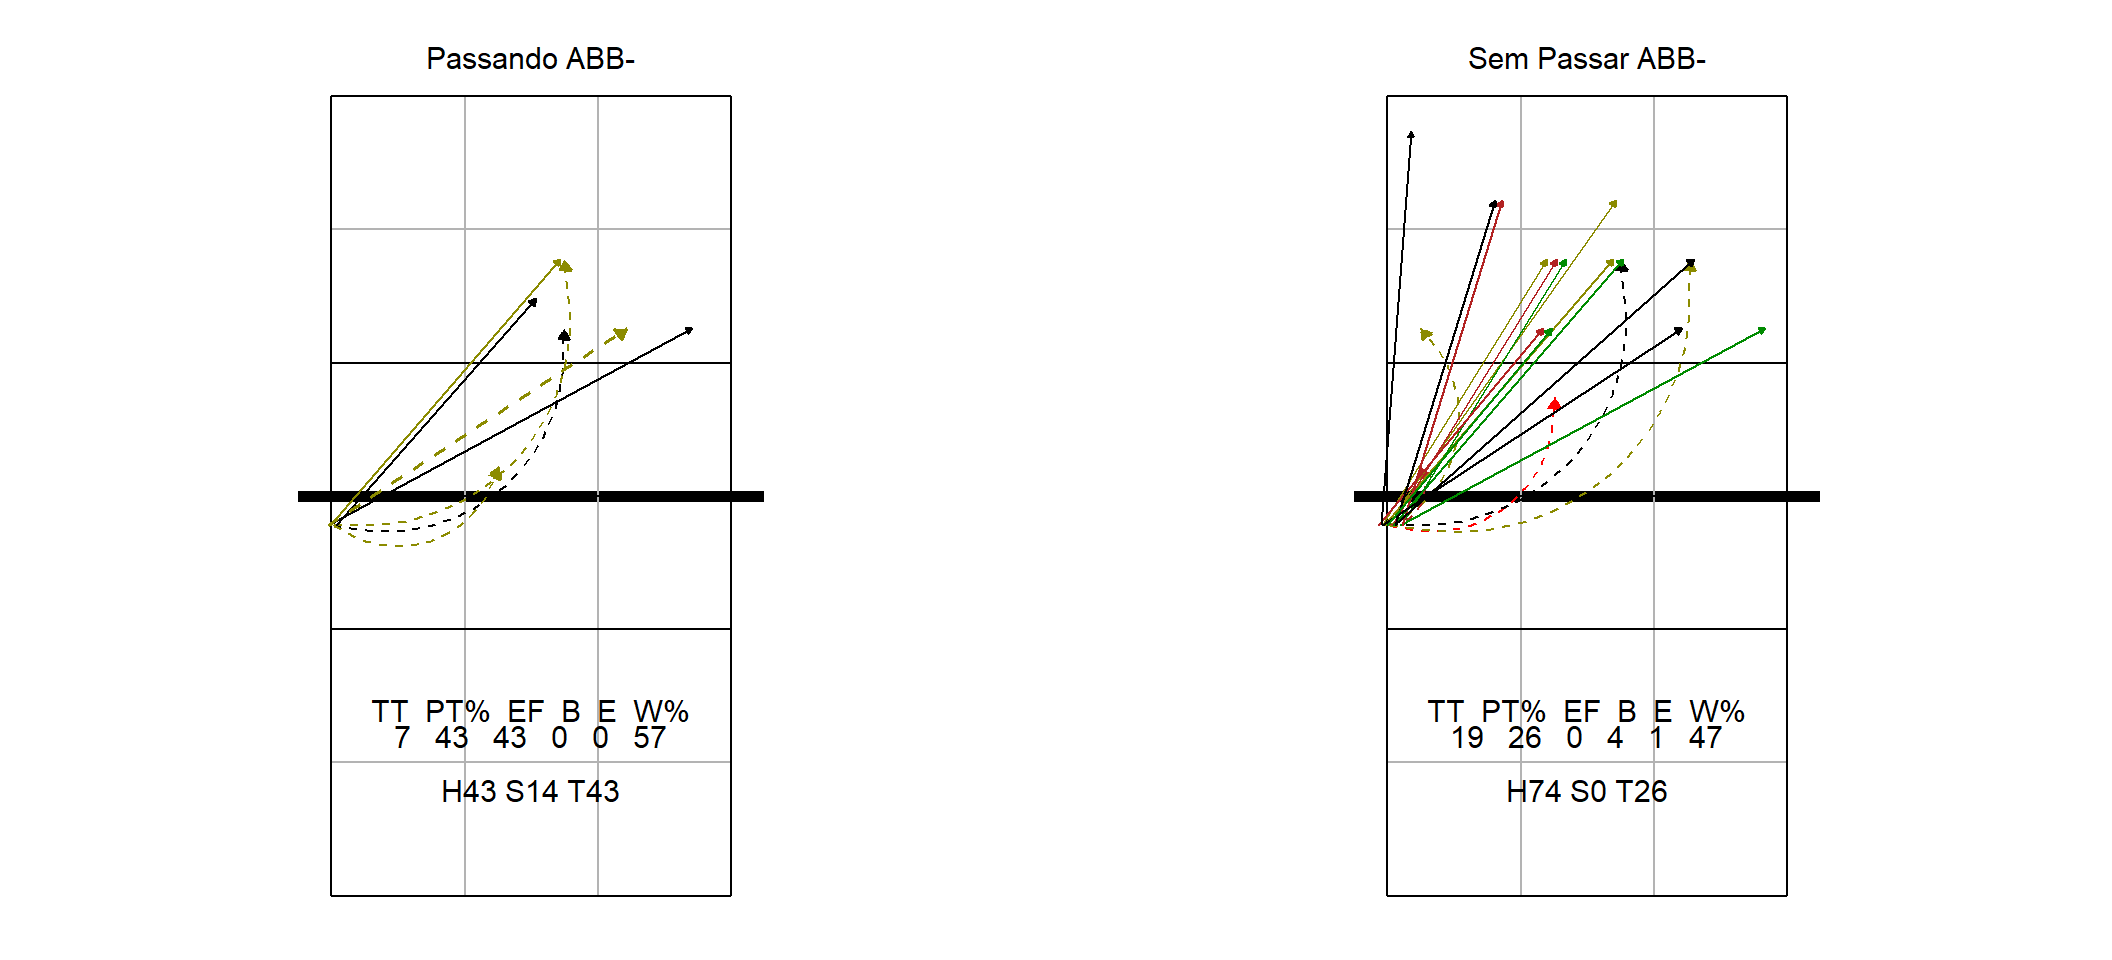 Passando ABB-
TT PT% EF B E W%
7 43 43 0 0 57
H43 S14 T43
Sem Passar ABB-
TT PT% EF B E W%
19 26 0 4 1 47
H74 S0 T26